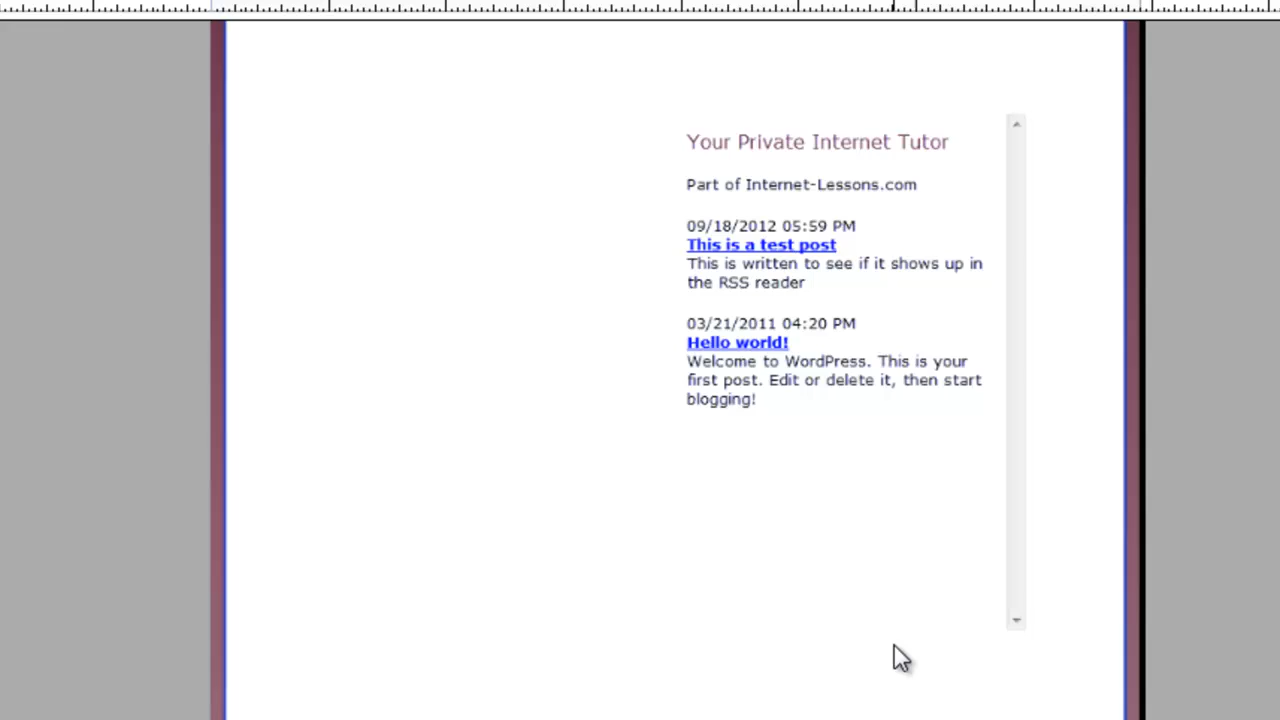 Your Private Internet Tutor
Part of Internet-Lessons.com
09/18/2012 05:59 PM
This is a test post
This is written to see if it shows up in
the RSS reader
03/21/2011 04:20 PM
Hello world!
Welcome to WordPress. This is your
first post. Edit or delete it, then start
blogging!